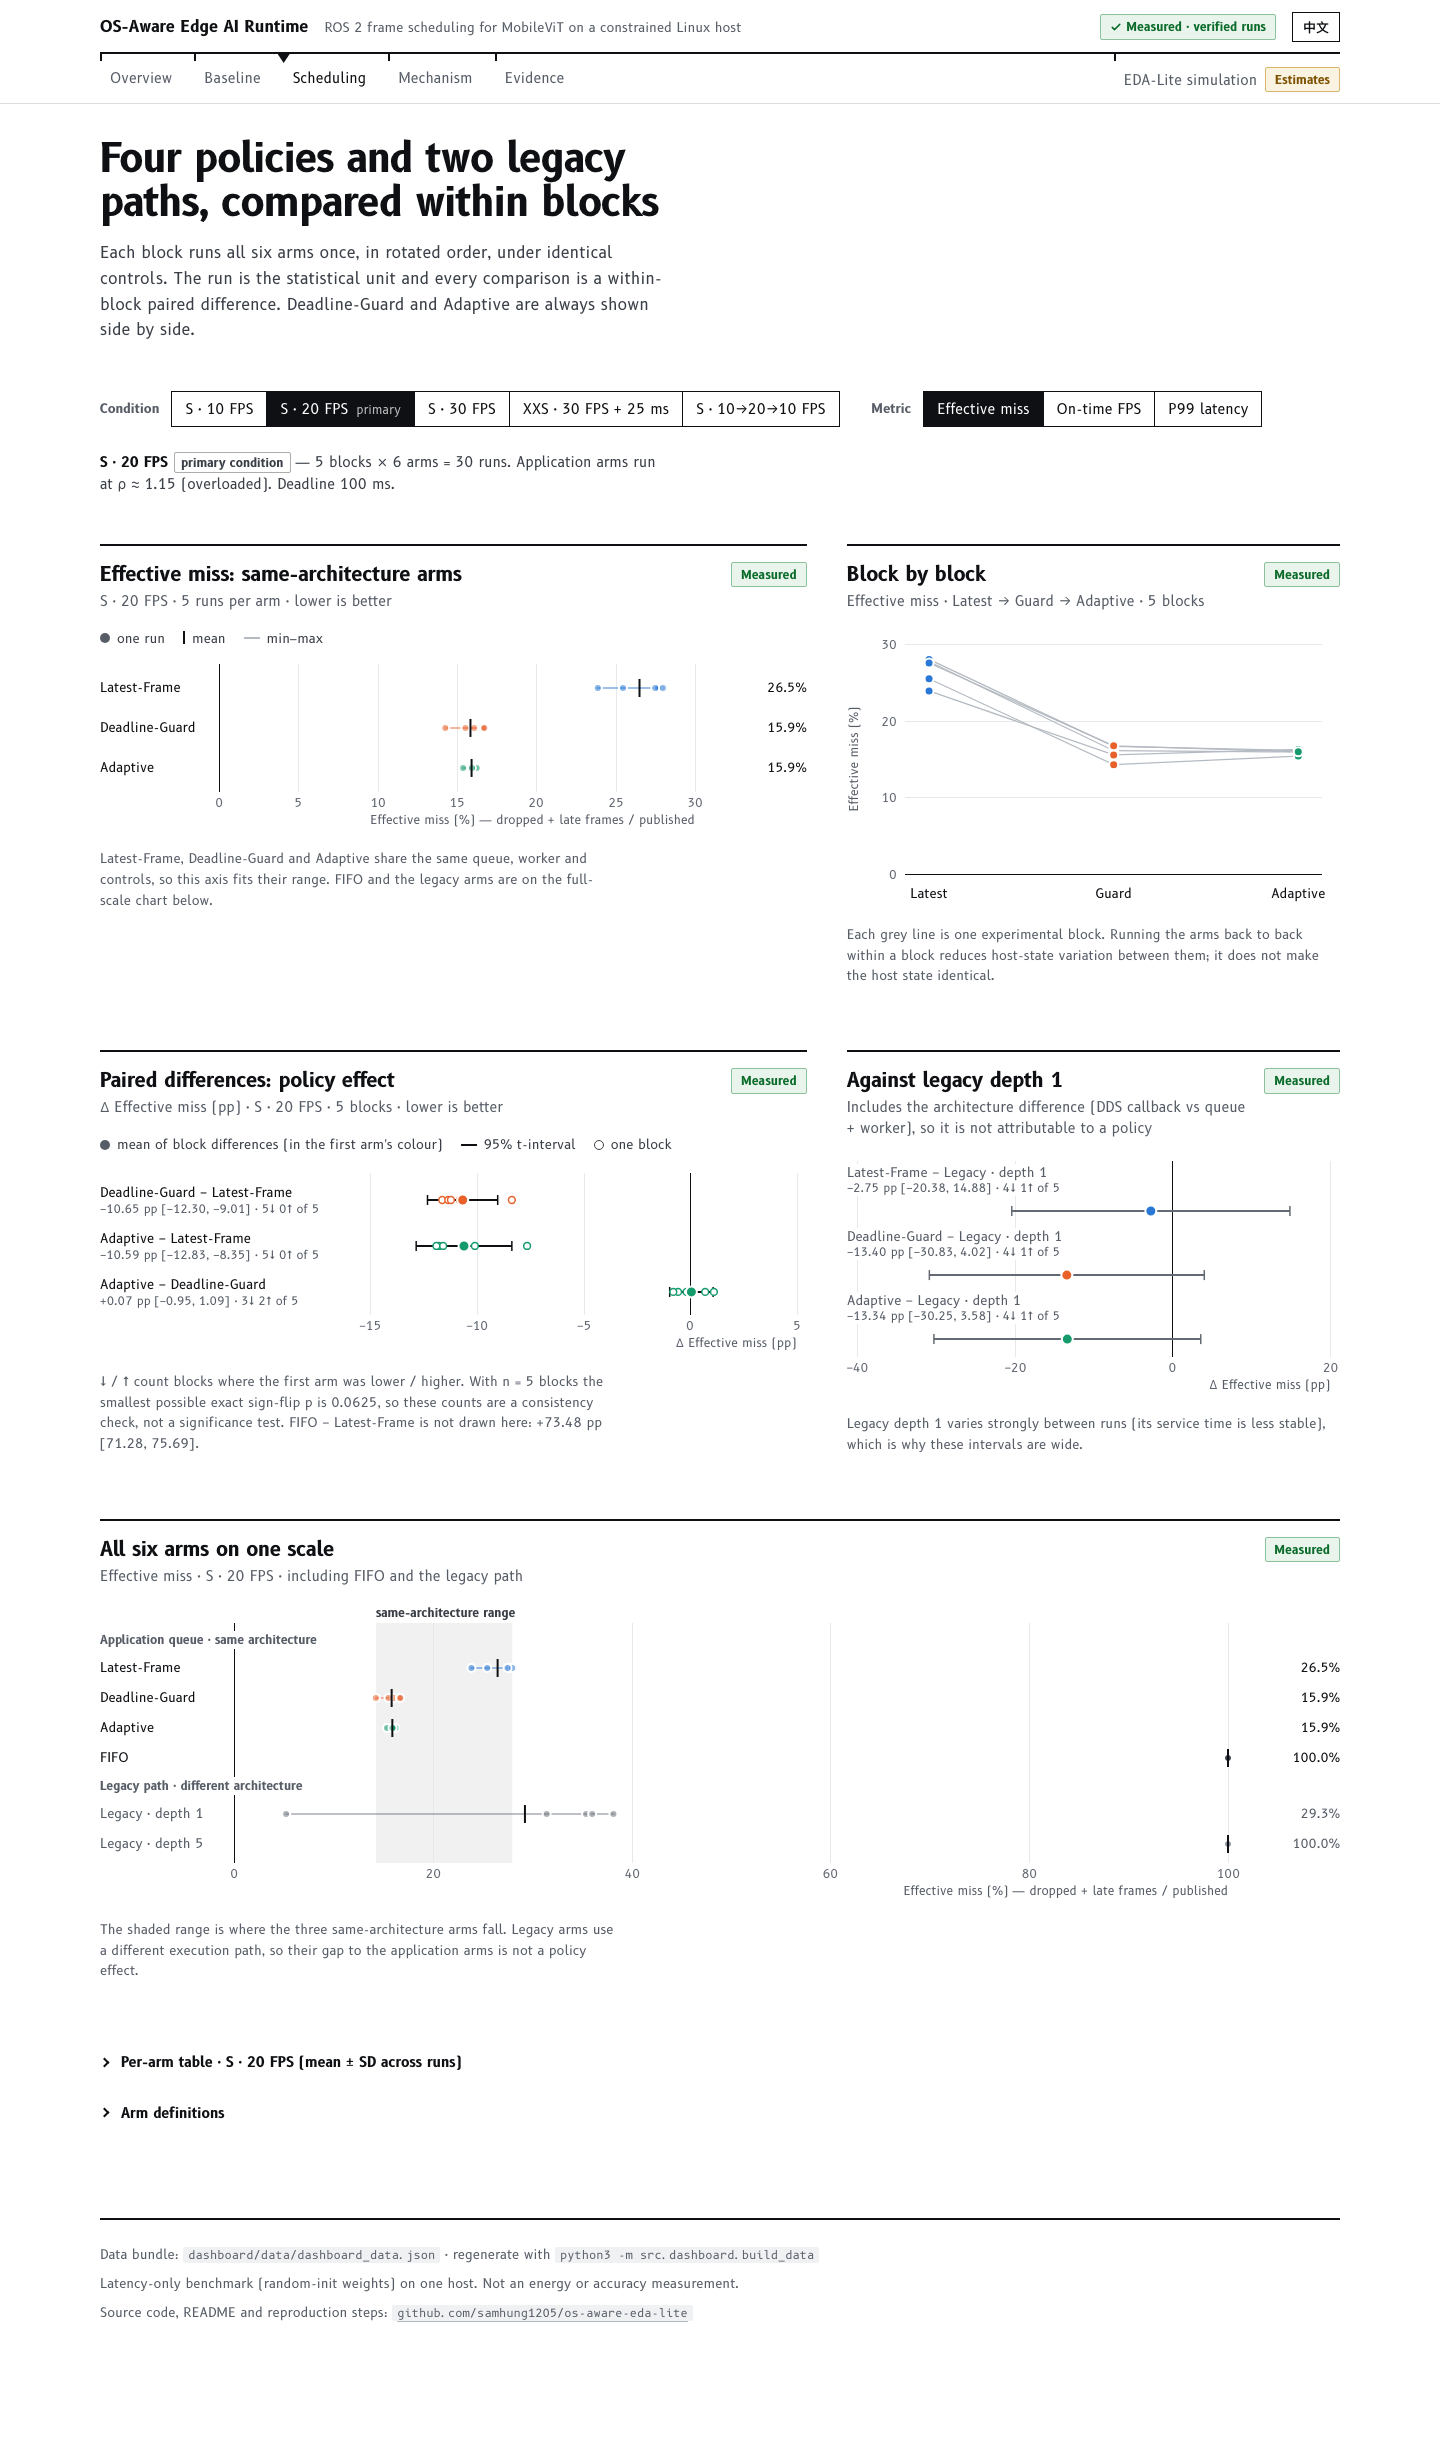 OS-Aware Edge AI Runtime
ROS 2 frame scheduling for MobileViT on a constrained Linux host
✓ Measured · verified runs
中文
Overview
Baseline
Scheduling
Mechanism
Evidence
EDA-Lite simulation
Estimates
Four policies and two legacy
paths, compared within blocks
Each block runs all six arms once, in rotated order, under identical
controls. The run is the statistical unit and every comparison is a within-
block paired difference. Deadline-Guard and Adaptive are always shown
side by side.
Condition
S · 10 FPS
S · 20 FPS primary
S · 30 FPS
XXS · 30 FPS + 25 ms
S · 10→20→10 FPS
Metric
Effective miss
On-time FPS
P99 latency
S · 20 FPS primary condition — 5 blocks × 6 arms = 30 runs. Application arms run
at ρ ≈ 1.15 (overloaded). Deadline 100 ms.
Effective miss: same-architecture arms
Measured
S · 20 FPS · 5 runs per arm · lower is better
one run
mean
min–max
Latest-Frame
26.5%
Deadline-Guard
15.9%
Adaptive
15.9%
0 5 10 15 20 25 30
Effective miss (%) — dropped + late frames / published
Latest-Frame, Deadline-Guard and Adaptive share the same queue, worker and
controls, so this axis fits their range. FIFO and the legacy arms are on the full-
scale chart below.
Block by block
Measured
Effective miss · Latest → Guard → Adaptive · 5 blocks
Effective miss (%)
30
20
10
0
Latest
Guard
Adaptive
Each grey line is one experimental block. Running the arms back to back
within a block reduces host-state variation between them; it does not make
the host state identical.
Paired differences: policy effect
Measured
Δ Effective miss (pp) · S · 20 FPS · 5 blocks · lower is better
mean of block differences (in the first arm's colour)
95% t-interval
one block
Deadline-Guard − Latest-Frame
−10.65 pp [−12.30, −9.01] · 5↓ 0↑ of 5
Adaptive − Latest-Frame
−10.59 pp [−12.83, −8.35] · 5↓ 0↑ of 5
Adaptive − Deadline-Guard
+0.07 pp [−0.95, 1.09] · 3↓ 2↑ of 5
−15 −10 −5 0 5
Δ Effective miss (pp)
↓ / ↑ count blocks where the first arm was lower / higher. With n = 5 blocks the
smallest possible exact sign-flip p is 0.0625, so these counts are a consistency
check, not a significance test. FIFO − Latest-Frame is not drawn here: +73.48 pp
[71.28, 75.69].
Against legacy depth 1
Measured
Includes the architecture difference (DDS callback vs queue
+ worker), so it is not attributable to a policy
Latest-Frame − Legacy · depth 1
−2.75 pp [−20.38, 14.88] · 4↓ 1↑ of 5
Deadline-Guard − Legacy · depth 1
−13.40 pp [−30.83, 4.02] · 4↓ 1↑ of 5
Adaptive − Legacy · depth 1
−13.34 pp [−30.25, 3.58] · 4↓ 1↑ of 5
−40 −20 0 20
Δ Effective miss (pp)
Legacy depth 1 varies strongly between runs (its service time is less stable),
which is why these intervals are wide.
All six arms on one scale
Measured
Effective miss · S · 20 FPS · including FIFO and the legacy path
same-architecture range
Application queue · same architecture
Latest-Frame
26.5%
Deadline-Guard
15.9%
Adaptive
15.9%
FIFO
100.0%
Legacy path · different architecture
Legacy · depth 1
29.3%
Legacy · depth 5
100.0%
0 20 40 60 80 100
Effective miss (%) — dropped + late frames / published
The shaded range is where the three same-architecture arms fall. Legacy arms use
a different execution path, so their gap to the application arms is not a policy
effect.
Per-arm table · S · 20 FPS (mean ± SD across runs)
Arm definitions
Data bundle: dashboard/data/dashboard_data.json · regenerate with python3 -m src.dashboard.build_data
Latency-only benchmark (random-init weights) on one host. Not an energy or accuracy measurement.
Source code, README and reproduction steps: github.com/samhung1205/os-aware-eda-lite